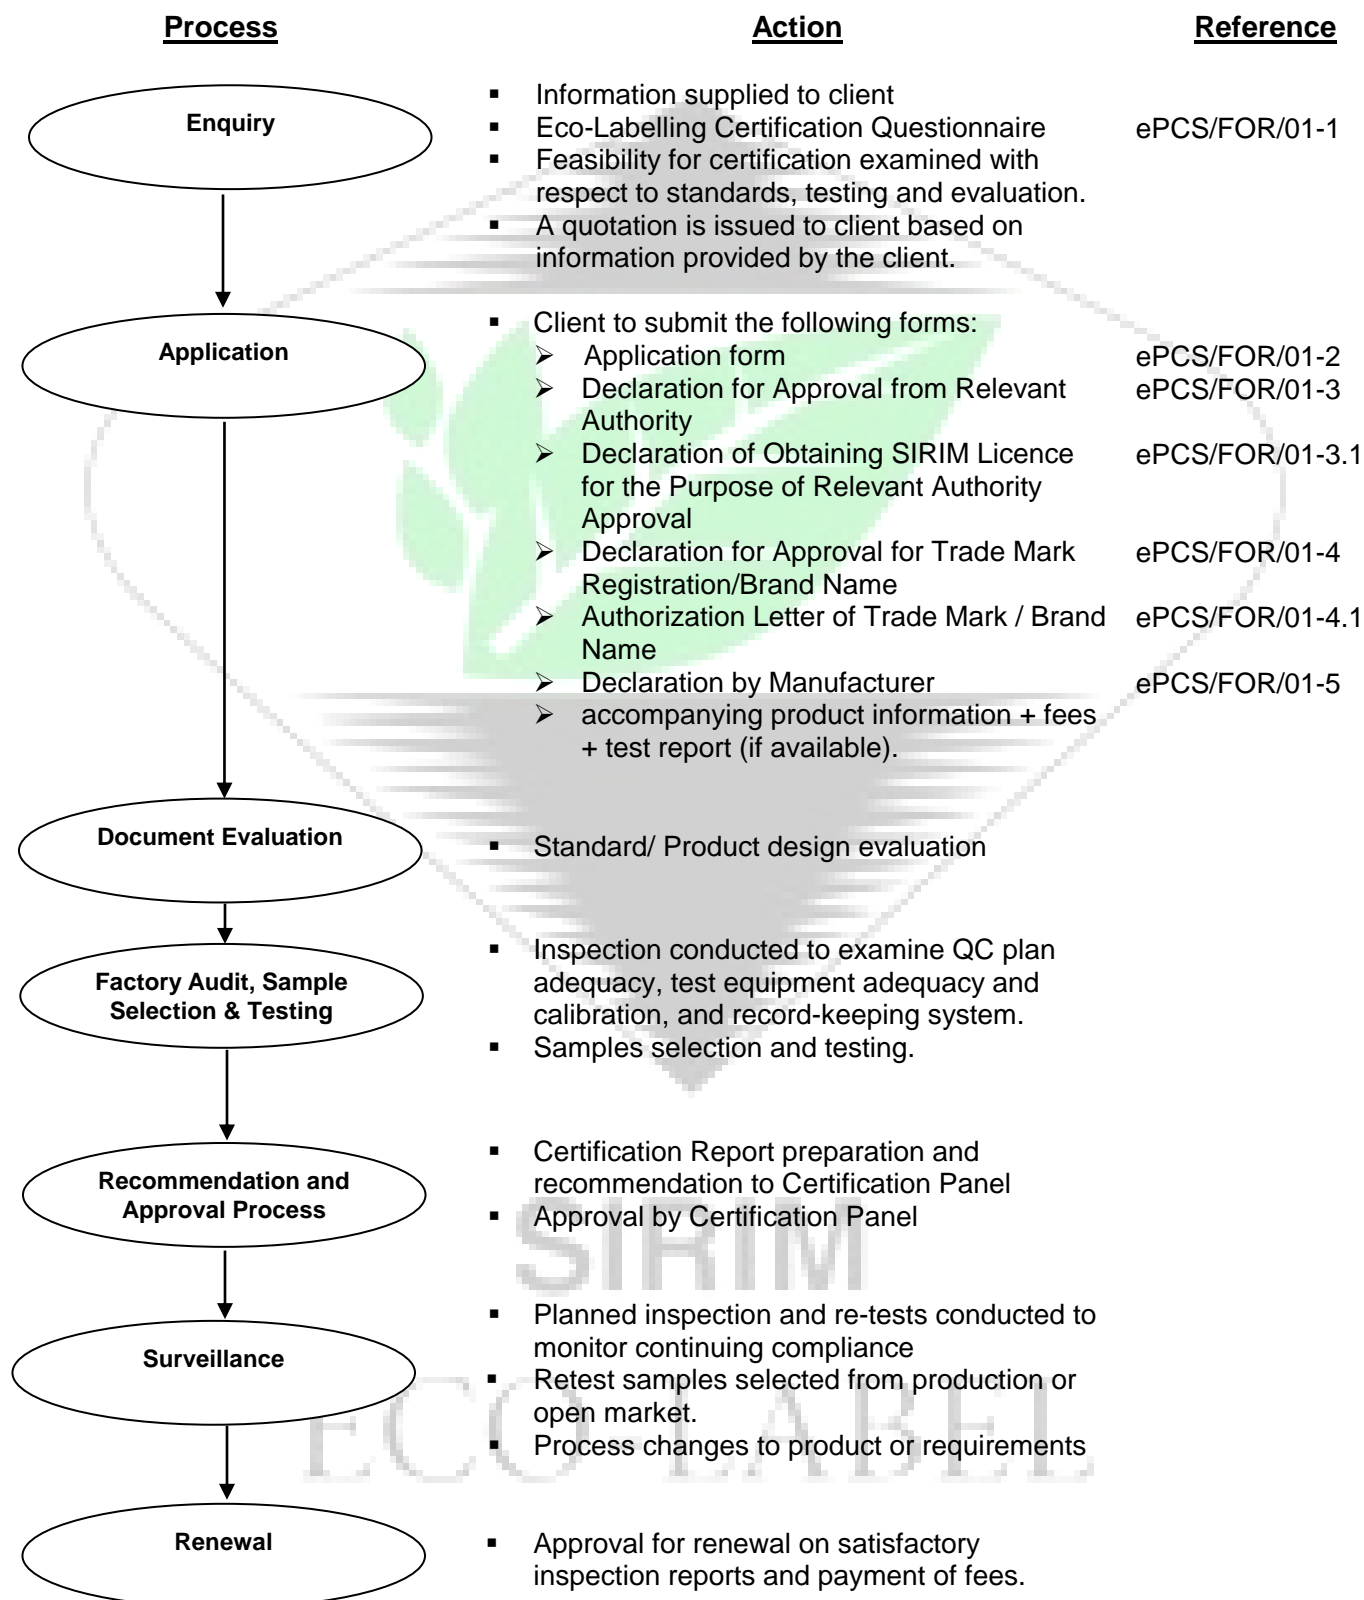 Process Action Reference
Enquiry
▪ Information supplied to client
▪ Eco-Labelling Certification Questionnaire ePCS/FOR/01-1
▪ Feasibility for certification examined with
respect to standards, testing and evaluation.
▪ A quotation is issued to client based on
information provided by the client.
Application
▪ Client to submit the following forms:
➢ Application form ePCS/FOR/01-2
➢ Declaration for Approval from Relevant ePCS/FOR/01-3
Authority
➢ Declaration of Obtaining SIRIM Licence ePCS/FOR/01-3.1
for the Purpose of Relevant Authority
Approval
➢ Declaration for Approval for Trade Mark ePCS/FOR/01-4
Registration/Brand Name
➢ Authorization Letter of Trade Mark / Brand ePCS/FOR/01-4.1
Name
➢ Declaration by Manufacturer ePCS/FOR/01-5
➢ accompanying product information + fees
+ test report (if available).
Document Evaluation
▪ Standard/ Product design evaluation
Factory Audit, Sample
Selection & Testing
▪ Inspection conducted to examine QC plan
adequacy, test equipment adequacy and
calibration, and record-keeping system.
▪ Samples selection and testing.
Recommendation and
Approval Process
▪ Certification Report preparation and
recommendation to Certification Panel
▪ Approval by Certification Panel
SIRIM
Surveillance
▪ Planned inspection and re-tests conducted to
monitor continuing compliance
▪ Retest samples selected from production or
open market.
▪ Process changes to product or requirements
ECO-LABEL
Renewal
▪ Approval for renewal on satisfactory
inspection reports and payment of fees.